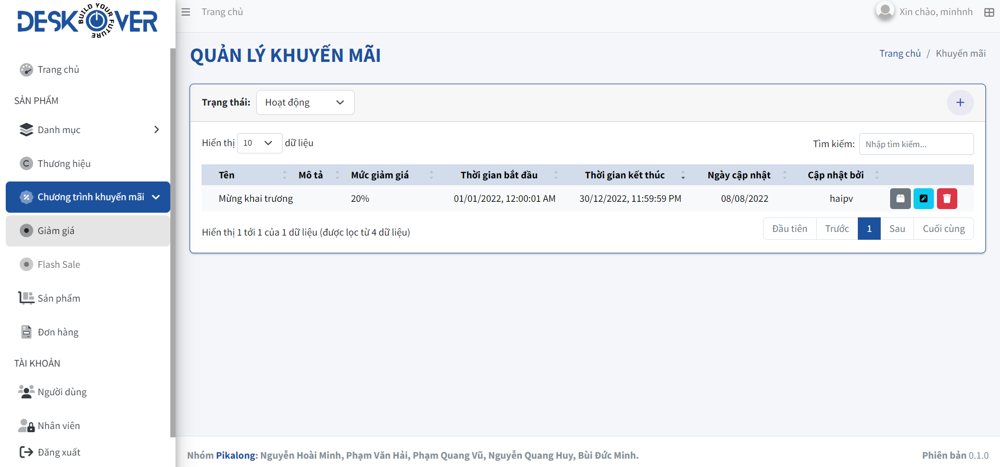 DESKOVER
BUILD YOUR FUTURE
Trang chủ
SẢN PHẨM
Danh mục
Thương hiệu
Chương trình khuyến mãi
Giảm giá
Flash Sale
Sản phẩm
Đơn hàng
TÀI KHOẢN
Người dùng
Nhân viên
Đăng xuất
Trang chủ
Xin chào, minhnh
QUẢN LÝ KHUYẾN MÃI
Trang chủ / Khuyến mãi
Trạng thái: Hoạt động
Hiển thị 10 dữ liệu
Tìm kiếm: Nhập tìm kiếm...
Tên Mô tả Mức giảm giá Thời gian bắt đầu Thời gian kết thúc Ngày cập nhật Cập nhật bởi
Mừng khai trương 20% 01/01/2022, 12:00:01 AM 30/12/2022, 11:59:59 PM 08/08/2022 haipv
Hiển thị 1 tới 1 của 1 dữ liệu (được lọc từ 4 dữ liệu)
Đầu tiên Trước 1 Sau Cuối cùng
Nhóm Pikalong: Nguyễn Hoài Minh, Phạm Văn Hải, Phạm Quang Vũ, Nguyễn Quang Huy, Bùi Đức Minh.
Phiên bản 0.1.0